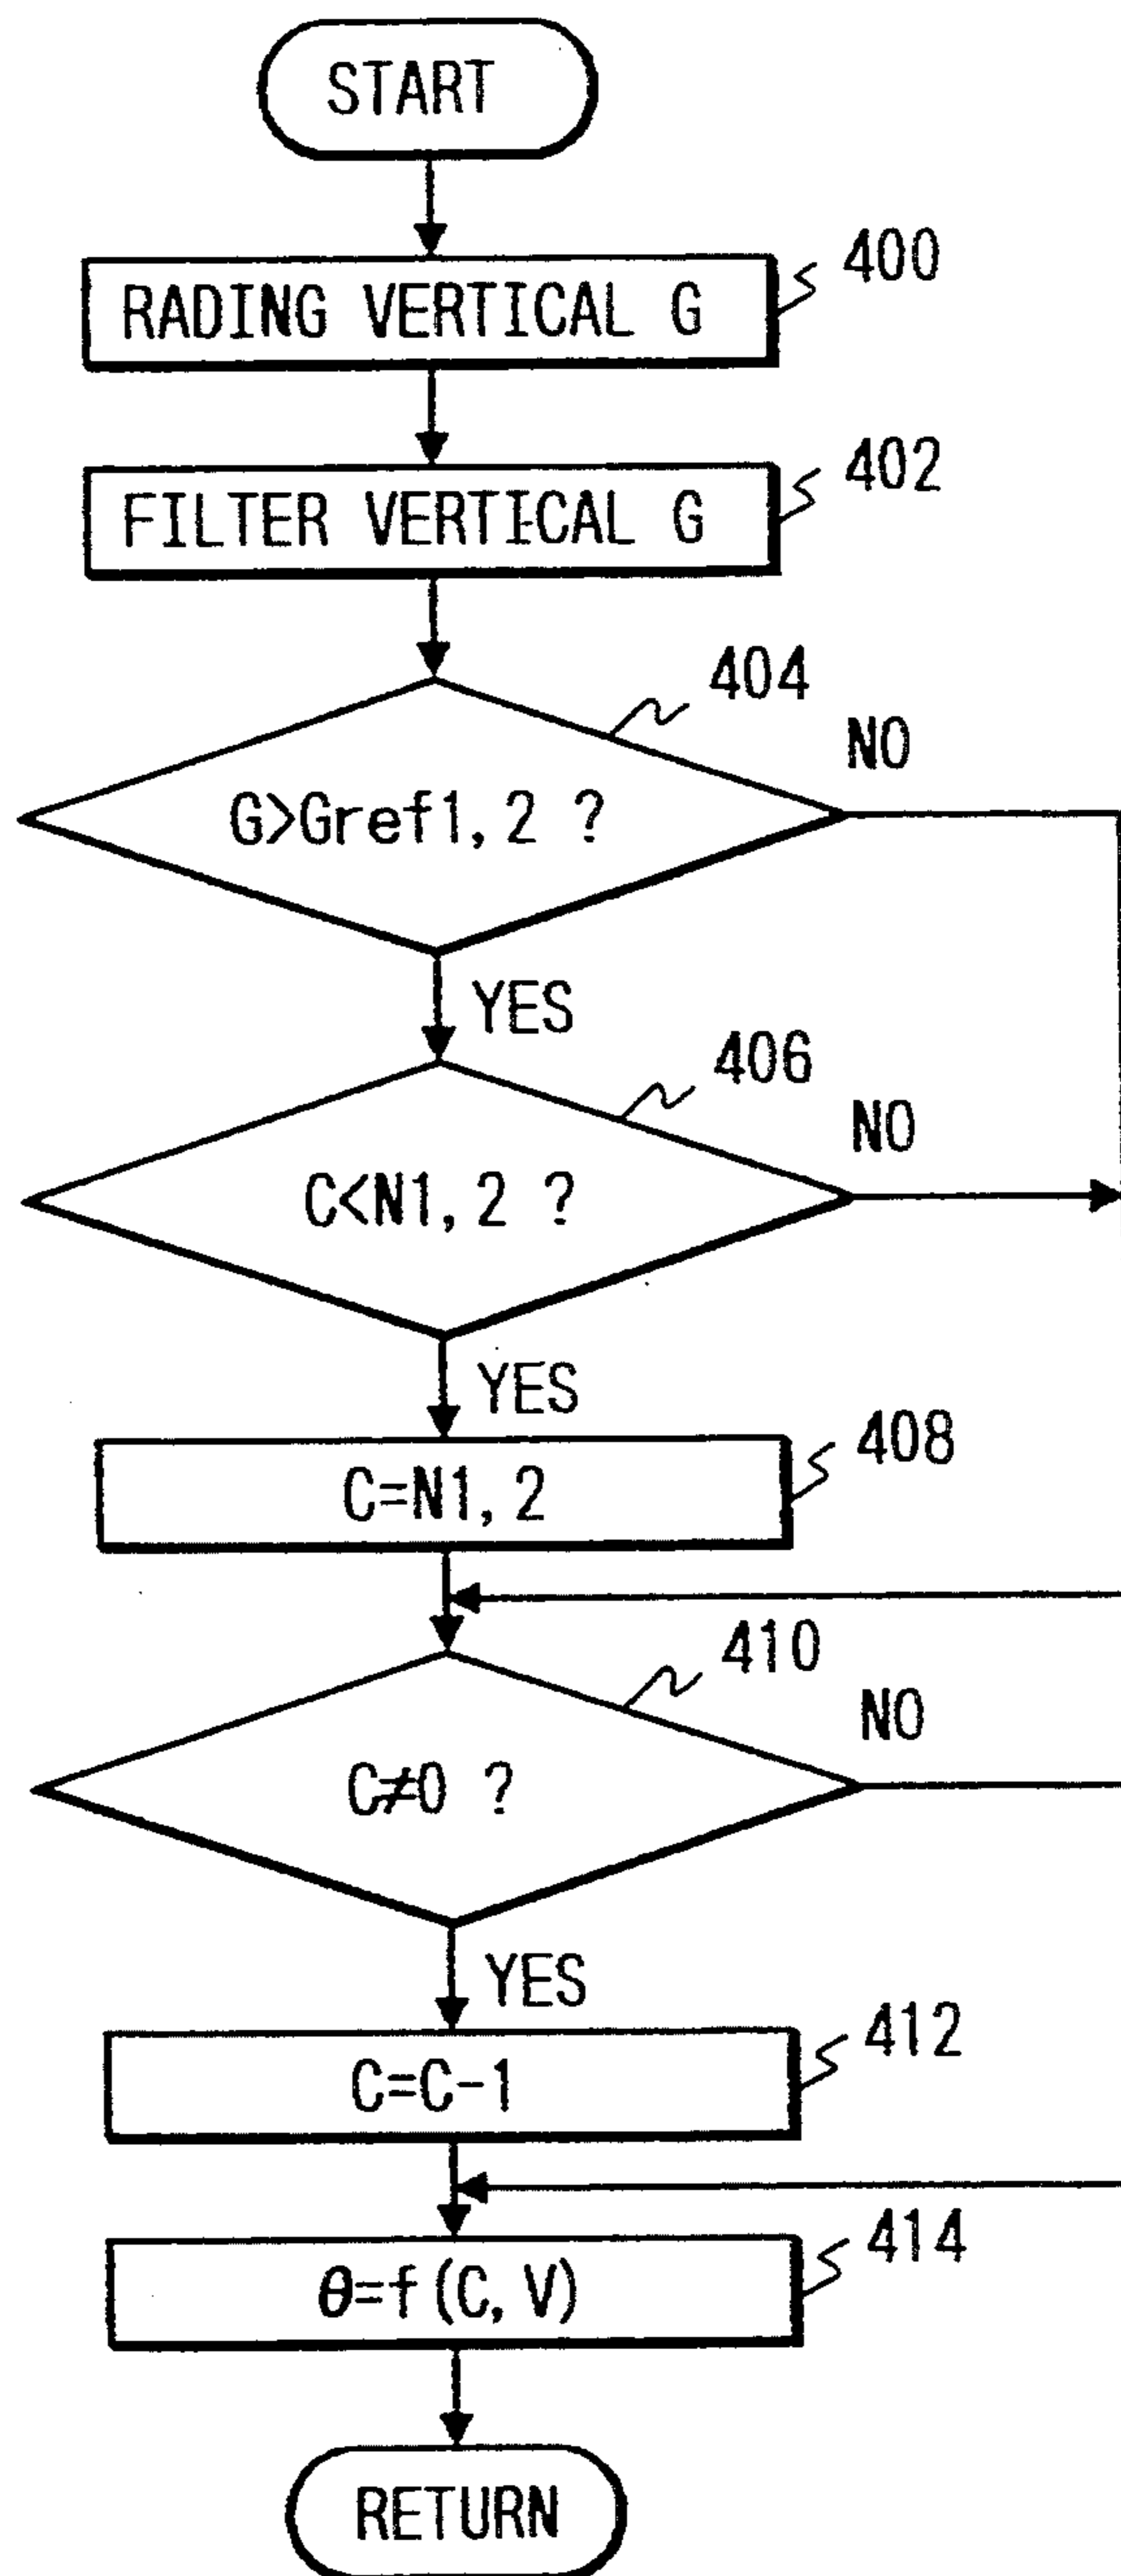 START
400
RADING VERTICAL G
402
FILTER VERTICAL G
404
NO
G>Gref1, 2 ?
YES
406
NO
C<N1, 2 ?
YES
408
C=N1, 2
410
NO
C≠0 ?
YES
412
C=C-1
414
θ=f(C, V)
RETURN